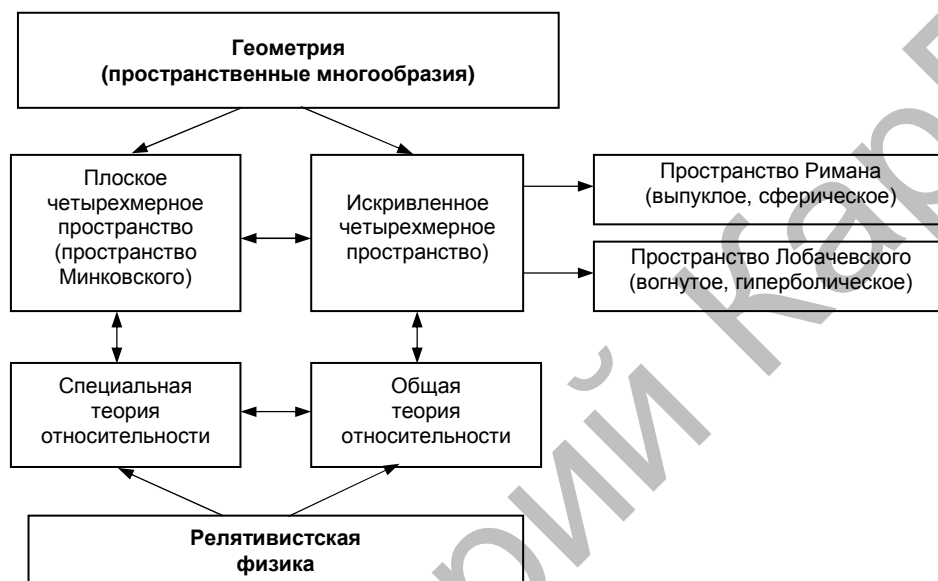 Геометрия
(пространственные многообразия)
Плоское
четырехмерное
пространство
(пространство
Минковского)
Искривленное
четырехмерное
пространство)
Пространство Римана
(выпуклое, сферическое)
Пространство Лобачевского
(вогнутое, гиперболическое)
Специальная
теория
относительности
Общая
теория
относительности
Релятивистская
физика